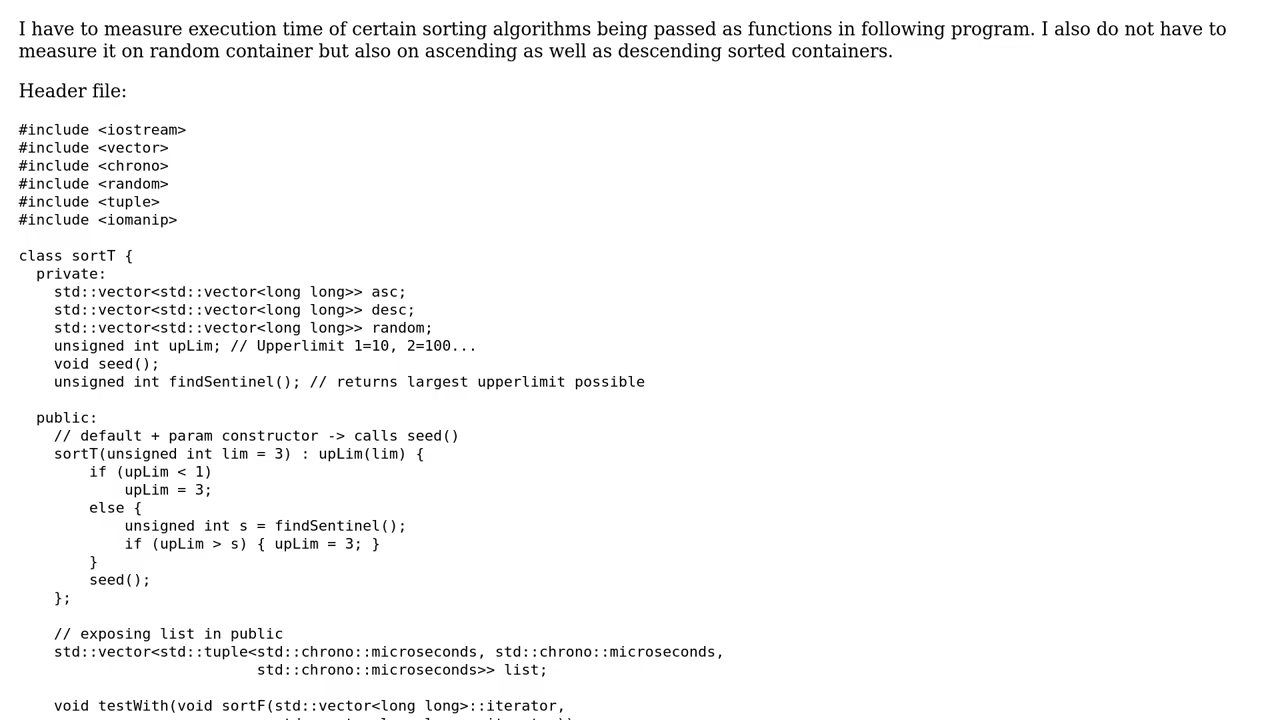 I have to measure execution time of certain sorting algorithms being passed as functions in following program. I also do not have to
measure it on random container but also on ascending as well as descending sorted containers.
Header file:
#include <iostream>
#include <vector>
#include <chrono>
#include <random>
#include <tuple>
#include <iomanip>
class sortT {
  private:
    std::vector<std::vector<long long>> asc;
    std::vector<std::vector<long long>> desc;
    std::vector<std::vector<long long>> random;
    unsigned int upLim; // Upperlimit 1=10, 2=100...
    void seed();
    unsigned int findSentinel(); // returns largest upperlimit possible
  public:
    // default + param constructor -> calls seed()
    sortT(unsigned int lim = 3) : upLim(lim) {
        if (upLim < 1)
            upLim = 3;
        else {
            unsigned int s = findSentinel();
            if (upLim > s) { upLim = 3; }
        }
        seed();
    };
    // exposing list in public
    std::vector<std::tuple<std::chrono::microseconds, std::chrono::microseconds,
                           std::chrono::microseconds>> list;
    void testWith(void sortF(std::vector<long long>::iterator,